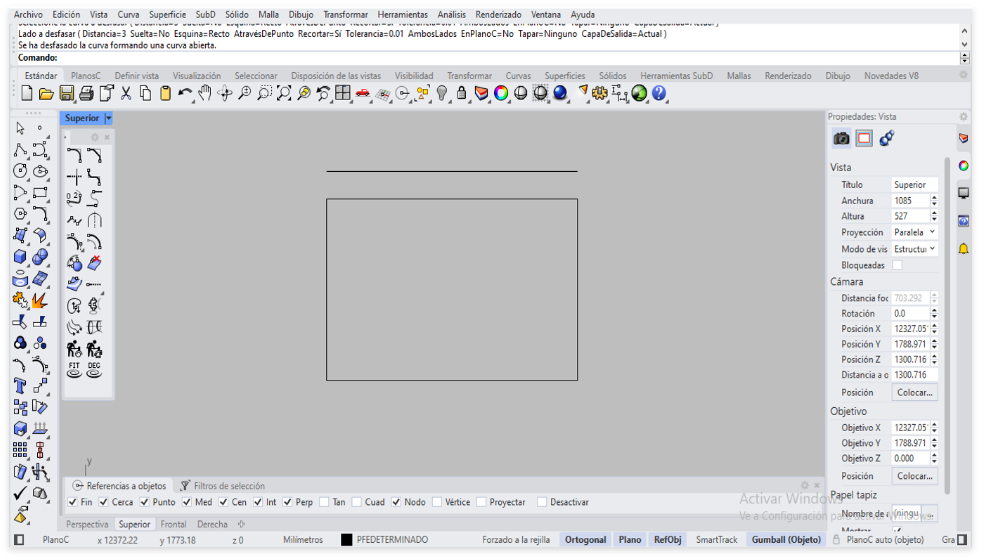 Archivo Edición Vista Curva Superficie SubD Sólido Malla Dibujo Transformar Herramientas Análisis Renderizado Ventana Ayuda
Lado a desfasar ( Distancia=3 Suelta=No Esquina=Recto AtravésDePunto Recortar=Sí Tolerancia=0.01 AmbosLados EnPlanoC=No Tapar=Ninguno CapaDeSalida=Actual )
Se ha desfasado la curva formando una curva abierta.
Comando:
Estándar PlanosC Definir vista Visualización Seleccionar Disposición de las vistas Visibilidad Transformar Curvas Superficies Sólidos Herramientas SubD Mallas Renderizado Dibujo Novedades V8
Superior
Propiedades: Vista
Vista
Título Superior
Anchura 1085
Altura 527
Proyección Paralela
Modo de vis Estructu
Bloqueadas
Cámara
Distancia foc 703.292
Rotación 0.0
Posición X 12327.05
Posición Y 1788.971
Posición Z 1300.716
Distancia a o 1300.716
Posición Colocar...
Objetivo
Objetivo X 12327.05
Objetivo Y 1788.971
Objetivo Z 0.000
Posición Colocar...
Papel tapiz
Nombre de a (ningu ...
FIT DEG
y
Referencias a objetos Filtros de selección
Fin Cerca Punto Med Cen Int Perp Tan Cuad Nodo Vértice Proyectar Desactivar
Activar Windows
Ve a Configuración para activar Windows.
Perspectiva Superior Frontal Derecha
PlanoC x 12372.22 y 1773.18 z 0 Milímetros PFEDETERMINADO Forzado a la rejilla Ortogonal Plano RefObj SmartTrack Gumball (Objeto) PlanoC auto (objeto) Gra